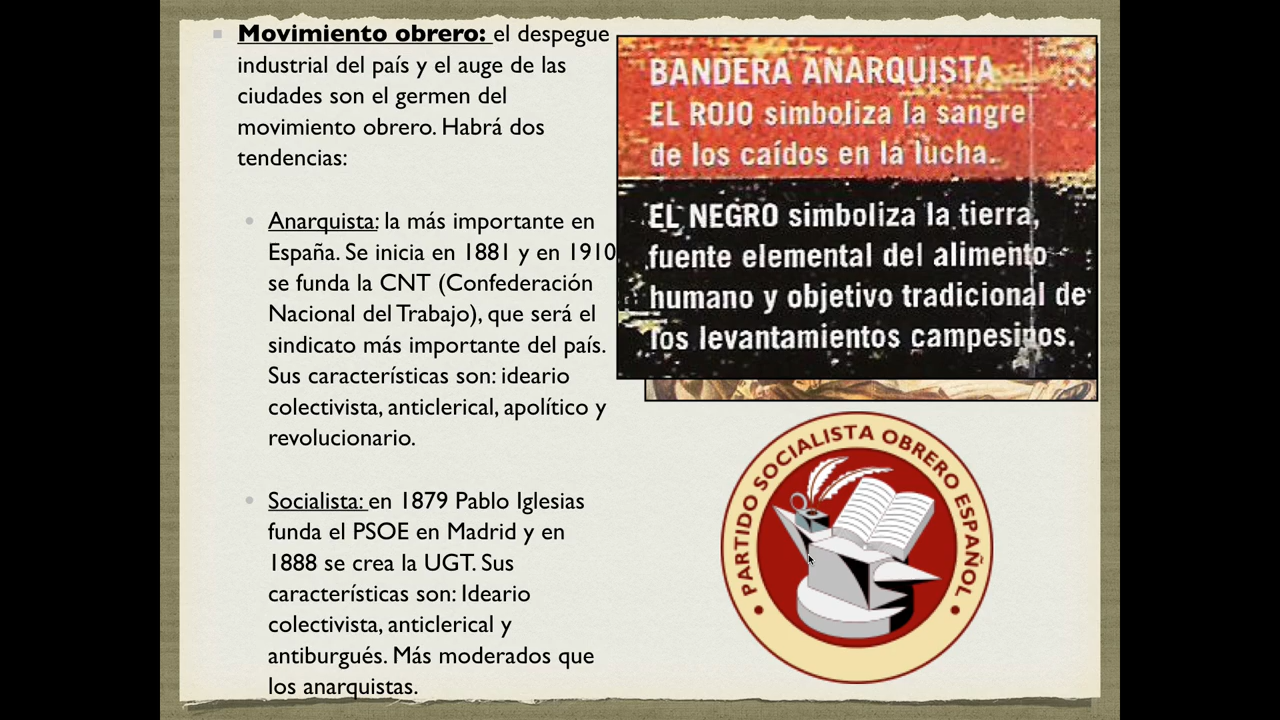 Movimiento obrero: el despegue
industrial del país y el auge de las
ciudades son el germen del
movimiento obrero. Habrá dos
tendencias:
Anarquista: la más importante en
España. Se inicia en 1881 y en 1910
se funda la CNT (Confederación
Nacional del Trabajo), que será el
sindicato más importante del país.
Sus características son: ideario
colectivista, anticlerical, apolítico y
revolucionario.
Socialista: en 1879 Pablo Iglesias
funda el PSOE en Madrid y en
1888 se crea la UGT. Sus
características son: Ideario
colectivista, anticlerical y
antiburgués. Más moderados que
los anarquistas.
BANDERA ANARQUISTA
EL ROJO simboliza la sangre
de los caídos en la lucha.
EL NEGRO simboliza la tierra,
fuente elemental del alimento
humano y objetivo tradicional de
los levantamientos campesinos.
PARTIDO SOCIALISTA OBRERO ESPAÑOL